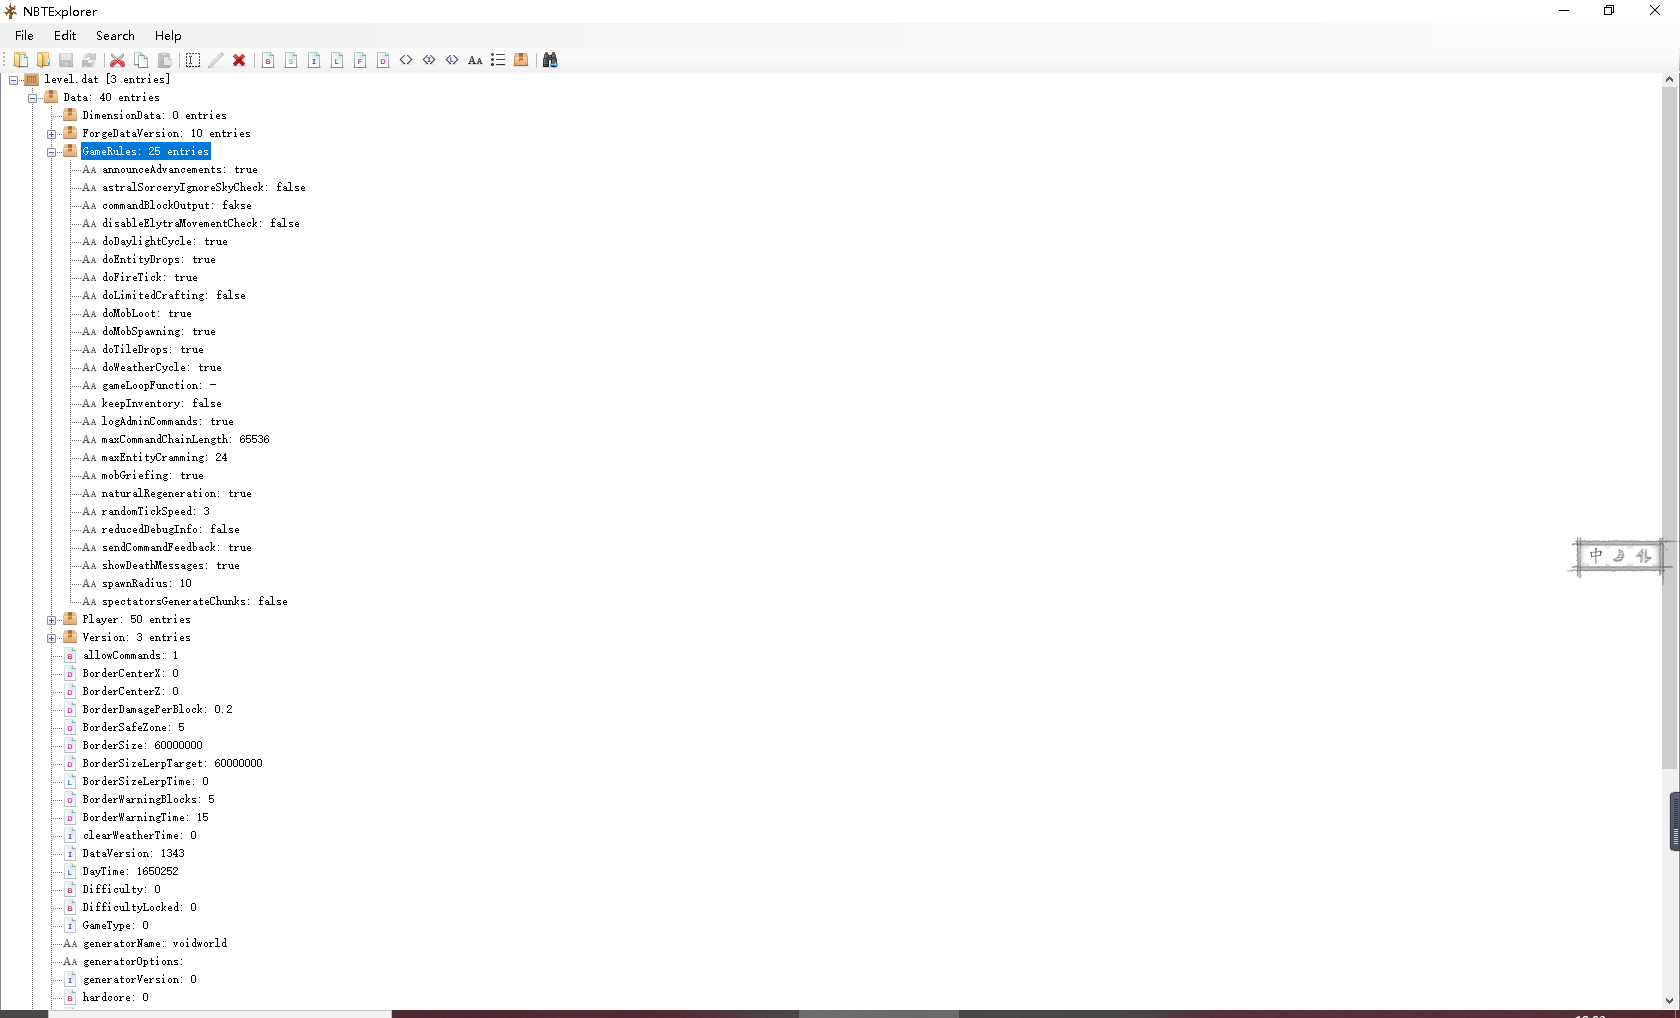 NBTExplorer
File Edit Search Help
level.dat [3 entries]
Data: 40 entries
DimensionData: 0 entries
ForgeDataVersion: 10 entries
GameRules: 25 entries
announceAdvancements: true
astralSorceryIgnoreSkyCheck: false
commandBlockOutput: fakse
disableElytraMovementCheck: false
doDaylightCycle: true
doEntityDrops: true
doFireTick: true
doLimitedCrafting: false
doMobLoot: true
doMobSpawning: true
doTileDrops: true
doWeatherCycle: true
gameLoopFunction: -
keepInventory: false
logAdminCommands: true
maxCommandChainLength: 65536
maxEntityCramming: 24
mobGriefing: true
naturalRegeneration: true
randomTickSpeed: 3
reducedDebugInfo: false
sendCommandFeedback: true
showDeathMessages: true
spawnRadius: 10
spectatorsGenerateChunks: false
Player: 50 entries
Version: 3 entries
allowCommands: 1
BorderCenterX: 0
BorderCenterZ: 0
BorderDamagePerBlock: 0.2
BorderSafeZone: 5
BorderSize: 60000000
BorderSizeLerpTarget: 60000000
BorderSizeLerpTime: 0
BorderWarningBlocks: 5
BorderWarningTime: 15
clearWeatherTime: 0
DataVersion: 1343
DayTime: 1650252
Difficulty: 0
DifficultyLocked: 0
GameType: 0
generatorName: voidworld
generatorOptions:
generatorVersion: 0
hardcore: 0
中